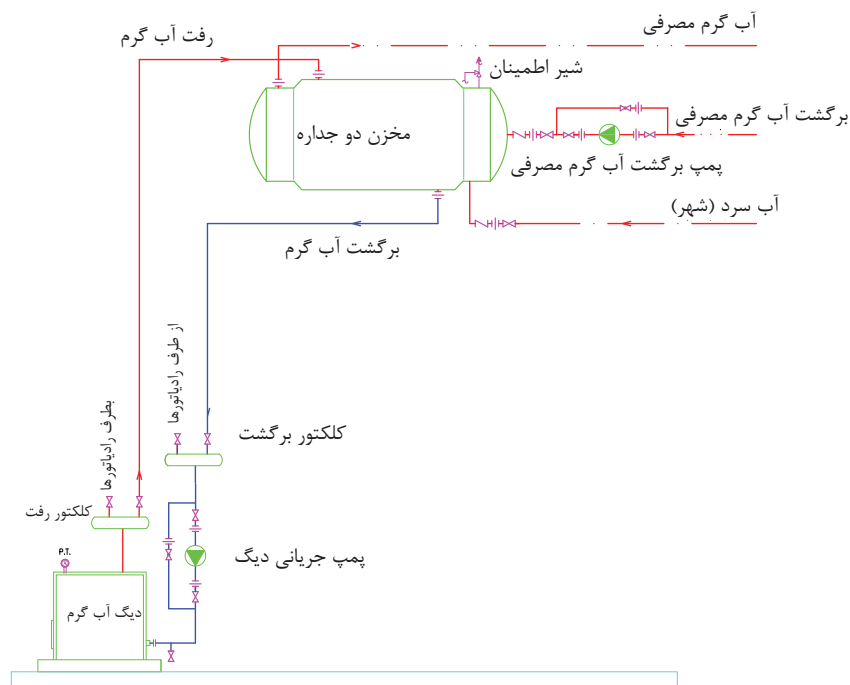 آب گرم مصرفی
رفت آب گرم
شیر اطمینان
برگشت آب گرم مصرفی
مخزن دو جداره
پمپ برگشت آب گرم مصرفی
آب سرد (شهر)
برگشت آب گرم
از طرف رادیاتورها
کلکتور برگشت
بطرف رادیاتورها
کلکتور رفت
P.T.
پمپ جریانی دیگ
دیگ آب گرم